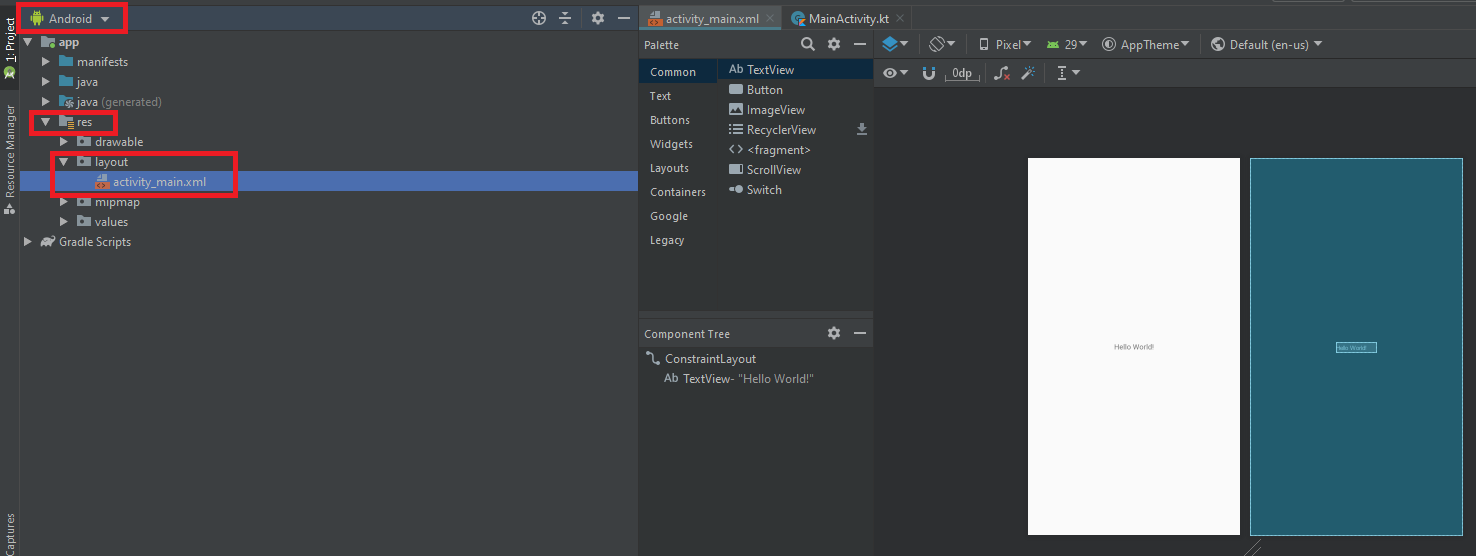 Android
activity_main.xml
MainActivity.kt
1: Project
Resource Manager
Captures
app
manifests
java
java (generated)
res
drawable
layout
activity_main.xml
mipmap
values
Gradle Scripts
Palette
Common
Text
Buttons
Widgets
Layouts
Containers
Google
Legacy
Ab TextView
Button
ImageView
RecyclerView
<fragment>
ScrollView
Switch
Pixel
29
AppTheme
Default (en-us)
0dp
Component Tree
ConstraintLayout
Ab TextView- "Hello World!"
Hello World!
Hello World!